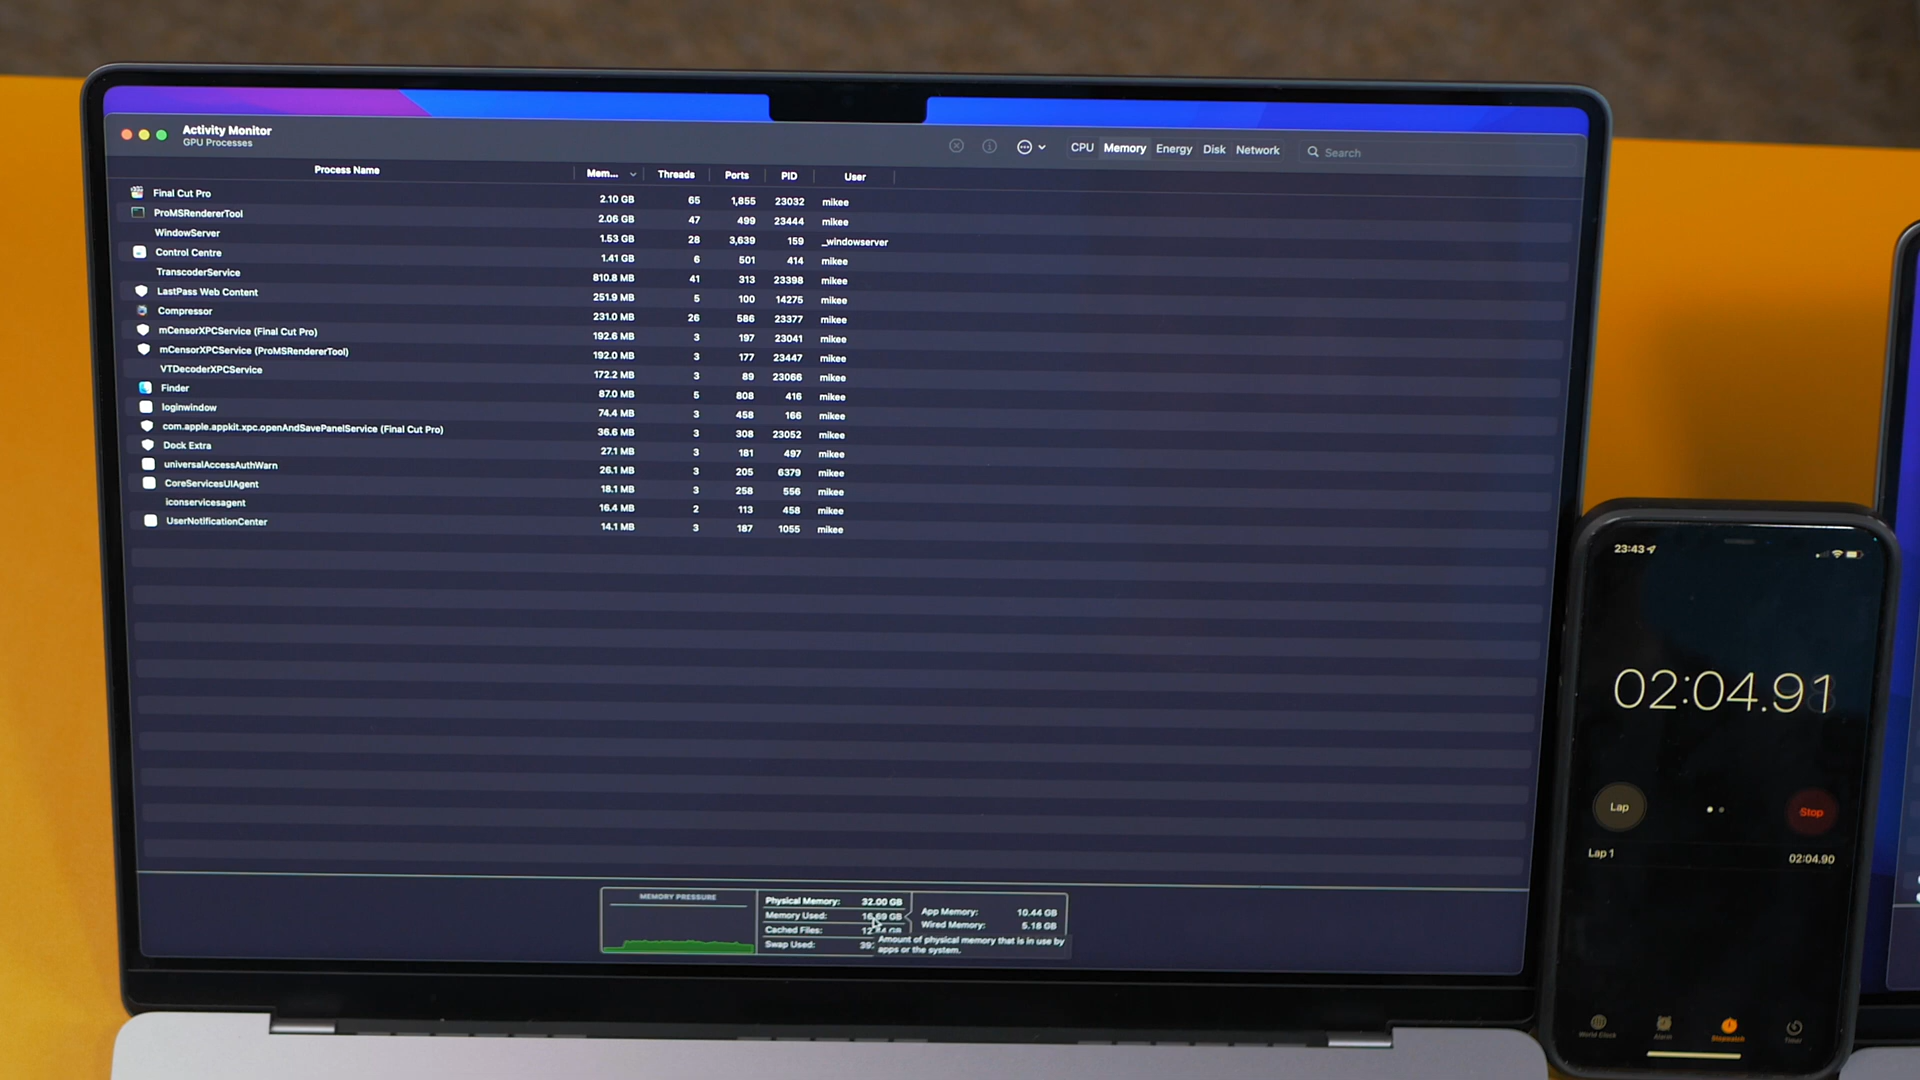 Activity Monitor
GPU Processes
CPU Memory Energy Disk Network Search
Process Name Mem... Threads Ports PID User
Final Cut Pro 2.10 GB 65 1,855 23032 mikee
ProMSRendererTool 2.06 GB 47 499 23444 mikee
WindowServer 1.53 GB 28 3,639 159 _windowserver
Control Centre 1.41 GB 6 501 414 mikee
TranscoderService 810.8 MB 41 313 23398 mikee
LastPass Web Content 251.9 MB 5 100 14275 mikee
Compressor 231.0 MB 26 586 23377 mikee
mCensorXPCService (Final Cut Pro) 192.6 MB 3 197 23041 mikee
mCensorXPCService (ProMSRendererTool) 192.0 MB 3 177 23447 mikee
VTDecoderXPCService 172.2 MB 3 89 23066 mikee
Finder 87.0 MB 5 808 416 mikee
loginwindow 74.4 MB 3 458 166 mikee
com.apple.appkit.xpc.openAndSavePanelService (Final Cut Pro) 36.6 MB 3 308 23052 mikee
Dock Extra 27.1 MB 3 181 497 mikee
universalAccessAuthWarn 26.1 MB 3 205 6379 mikee
CoreServicesUIAgent 18.1 MB 3 258 556 mikee
iconservicesagent 16.4 MB 2 113 458 mikee
UserNotificationCenter 14.1 MB 3 187 1055 mikee
MEMORY PRESSURE
Physical Memory: 32.00 GB
Memory Used: GB
Cached Files: GB
Swap Used:
App Memory: 10.44 GB
Wired Memory: 5.18 GB
Amount of physical memory that is in use by
apps or the system.
23:43
02:04.91
Lap Stop
Lap 1 02:04.90
World Clock Alarm Stopwatch Timer